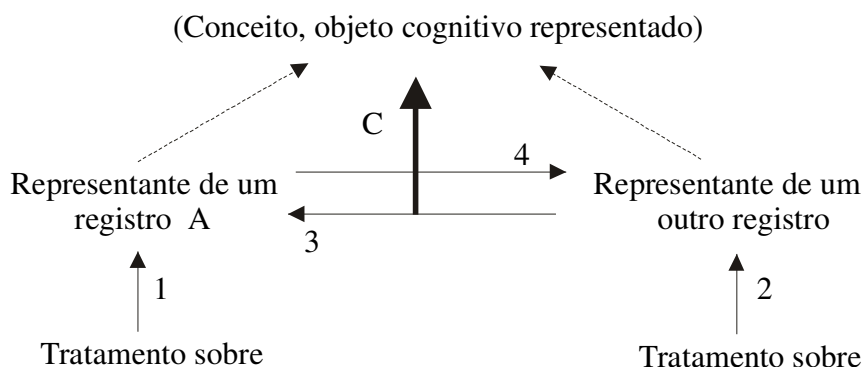 (Conceito, objeto cognitivo representado)
C
4
Representante de um
registro A
Representante de um
outro registro
3
1
2
Tratamento sobre
Tratamento sobre